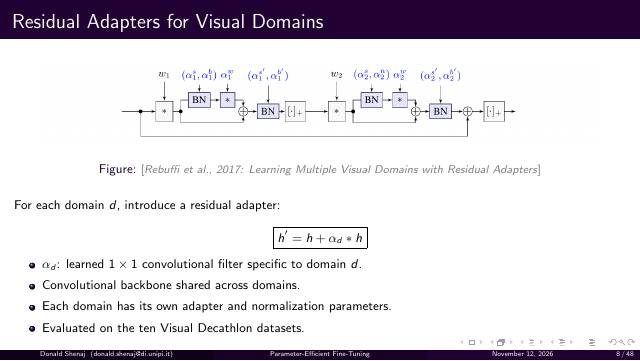 Residual Adapters for Visual Domains
w₁ (α₁ˢ, α₁ᵇ) α₁ʷ (α₁ˢ′, α₁ᵇ′) w₂ (α₂ˢ, α₂ⁿ) α₂ʷ (α₂ˢ′, α₂ᵇ′)
BN * BN *
* + BN [·]₊ * + BN + [·]₊
Figure: [Rebuffi et al., 2017: Learning Multiple Visual Domains with Residual Adapters]
For each domain d, introduce a residual adapter:
h′ = h + α_d * h
α_d: learned 1 × 1 convolutional filter specific to domain d.
Convolutional backbone shared across domains.
Each domain has its own adapter and normalization parameters.
Evaluated on the ten Visual Decathlon datasets.
Donald Shenaj (donald.shenaj@di.unipi.it) Parameter-Efficient Fine-Tuning November 12, 2026 8 / 48